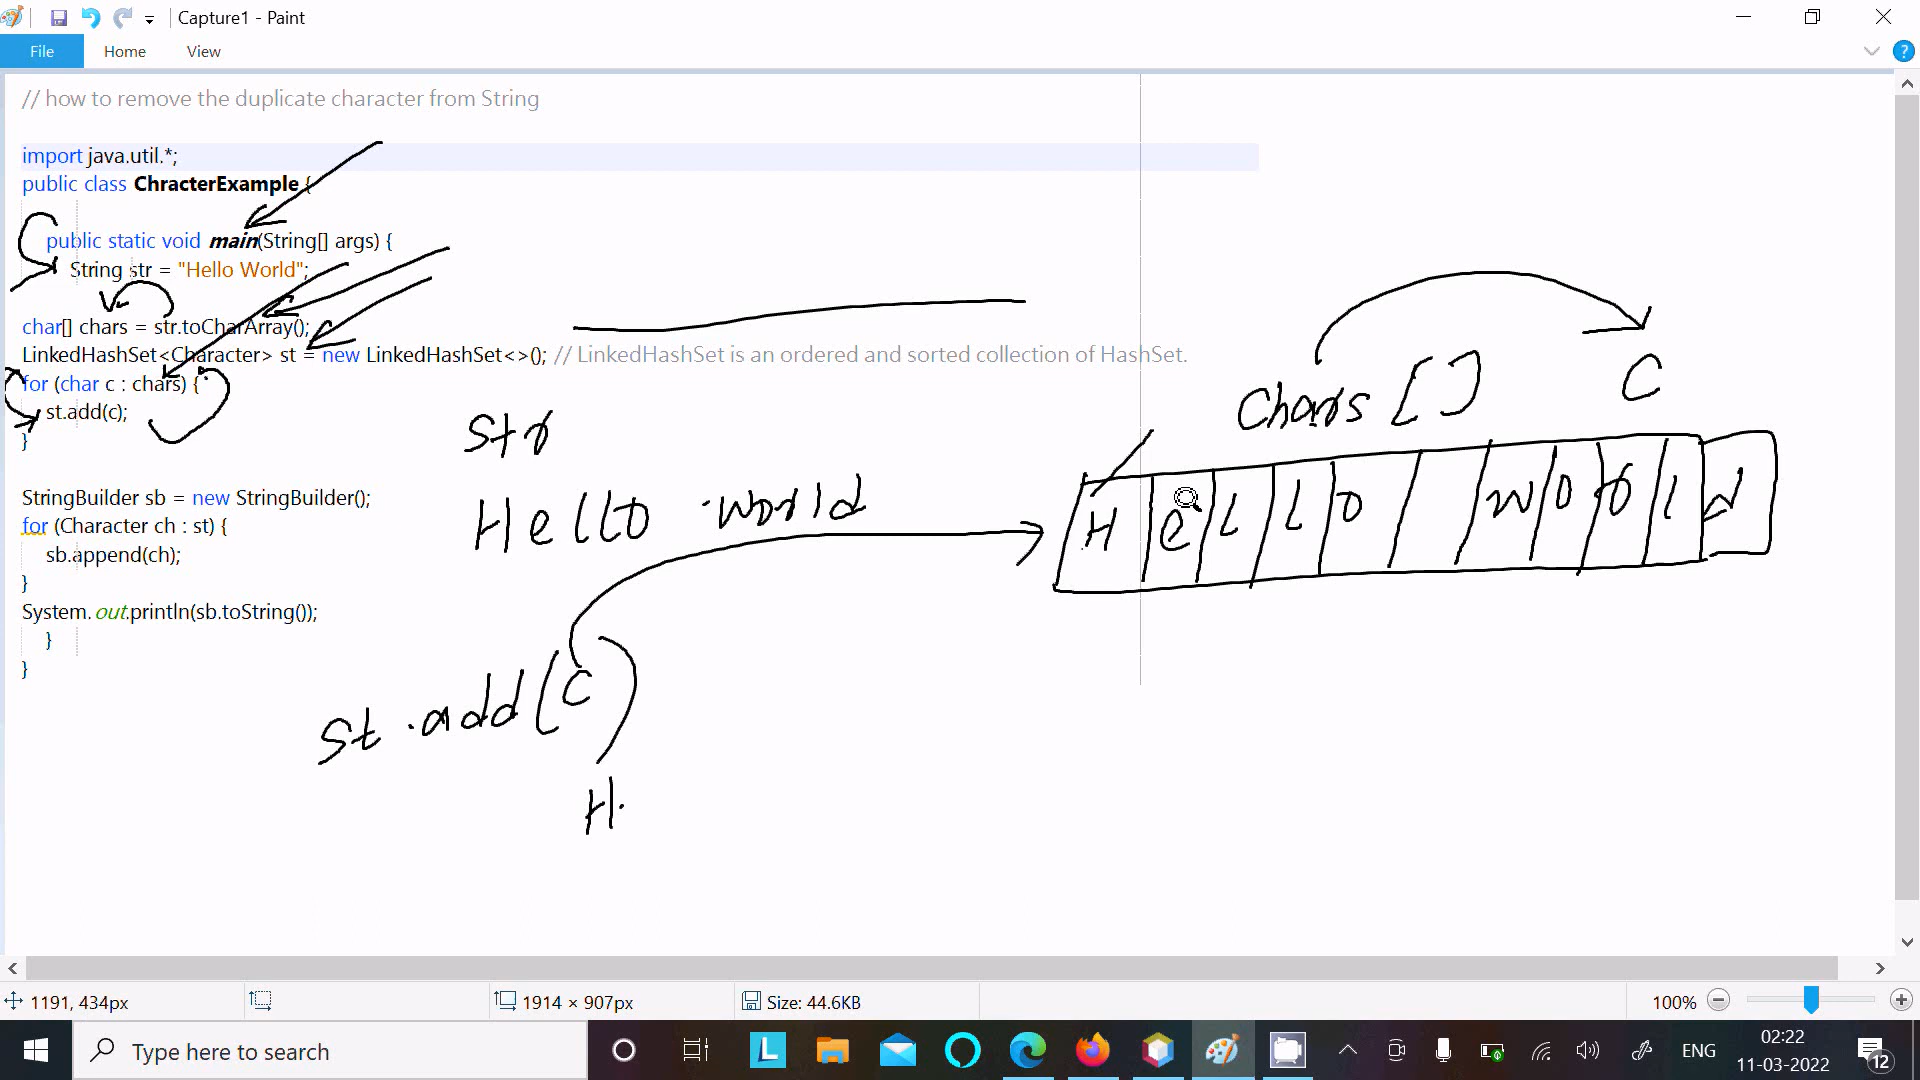 Capture1 - Paint
File Home View
// how to remove the duplicate character from String
import java.util.*;
public class ChracterExample {
public static void main(String[] args) {
String str = "Hello World";
char[] chars = str.toCharArray();
LinkedHashSet<Character> st = new LinkedHashSet<>(); // LinkedHashSet is an ordered and sorted collection of HashSet.
for (char c : chars) {
st.add(c);
}
StringBuilder sb = new StringBuilder();
for (Character ch : st) {
sb.append(ch);
}
System.out.println(sb.toString());
}
}
str
Hello world
chars [] C
H e L L O W O r l d
st.add(c)
H
1191, 434px
1914 × 907px
Size: 44.6KB
100%
Type here to search
ENG
02:22
11-03-2022
12